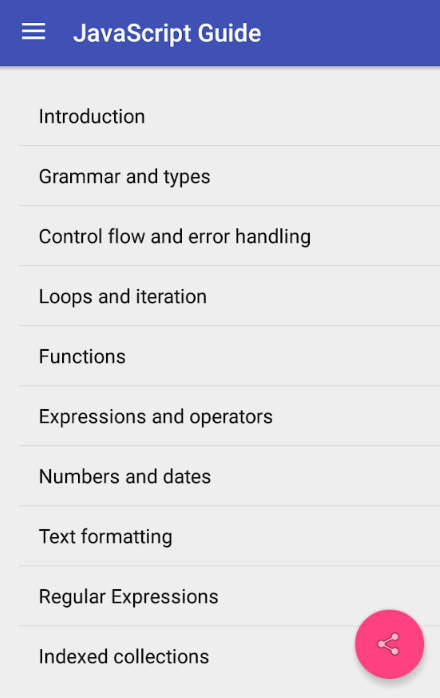 JavaScript Guide
Introduction
Grammar and types
Control flow and error handling
Loops and iteration
Functions
Expressions and operators
Numbers and dates
Text formatting
Regular Expressions
Indexed collections